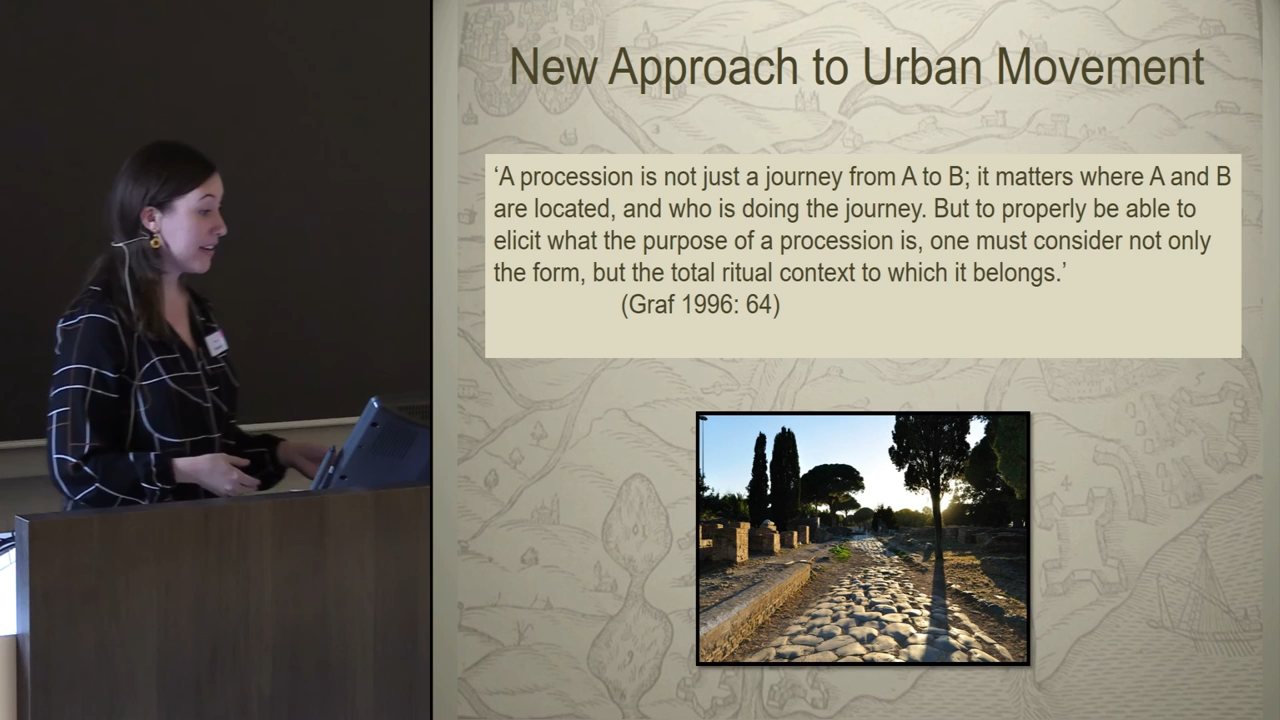 New Approach to Urban Movement
‘A procession is not just a journey from A to B; it matters where A and B
are located, and who is doing the journey. But to properly be able to
elicit what the purpose of a procession is, one must consider not only
the form, but the total ritual context to which it belongs.’
(Graf 1996: 64)